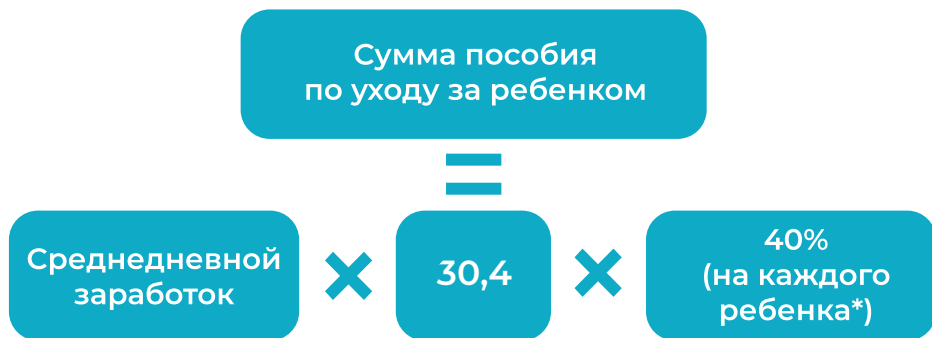 Сумма пособия
по уходу за ребенком
=
Среднедневной
заработок
×
30,4
×
40%
(на каждого
ребенка*)